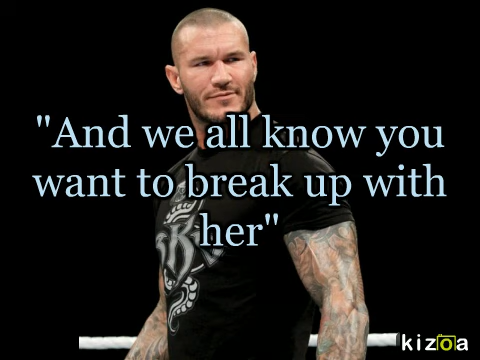 "And we all know you
want to break up with
her"
kizoa